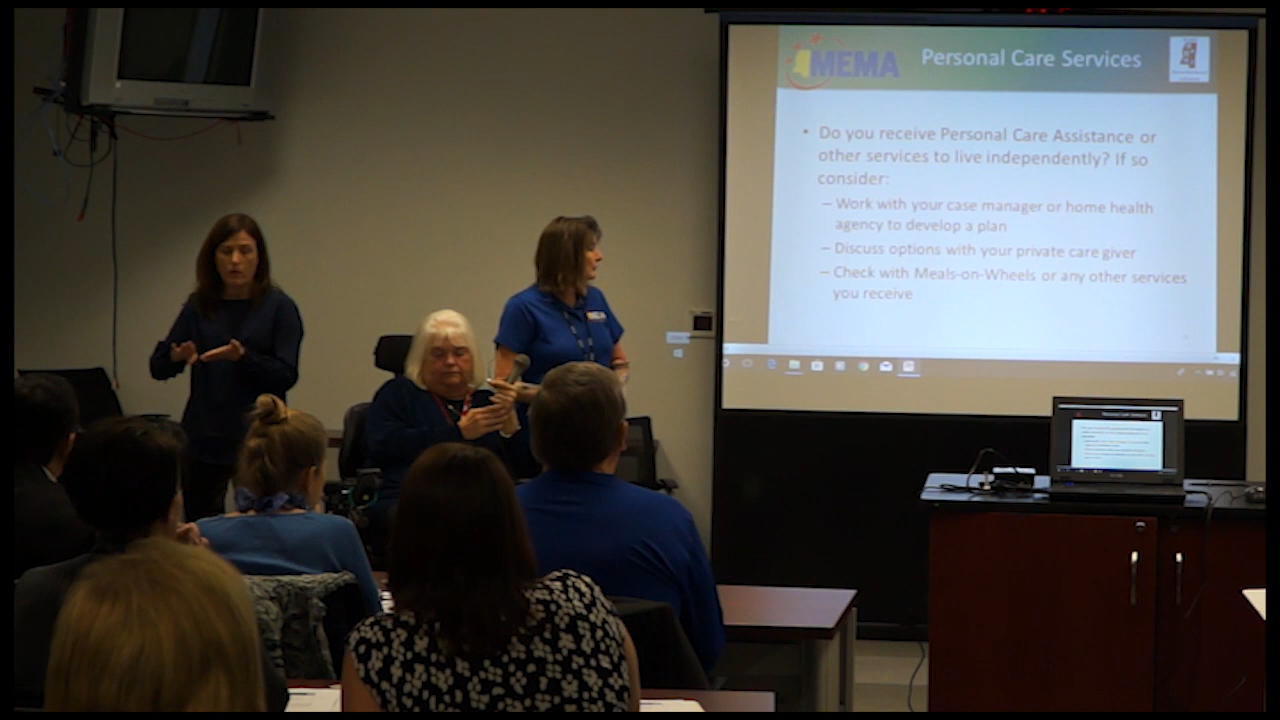 MEMA
Personal Care Services
• Do you receive Personal Care Assistance or
other services to live independently? If so
consider:
– Work with your case manager or home health
agency to develop a plan
– Discuss options with your private care giver
– Check with Meals-on-Wheels or any other services
you receive